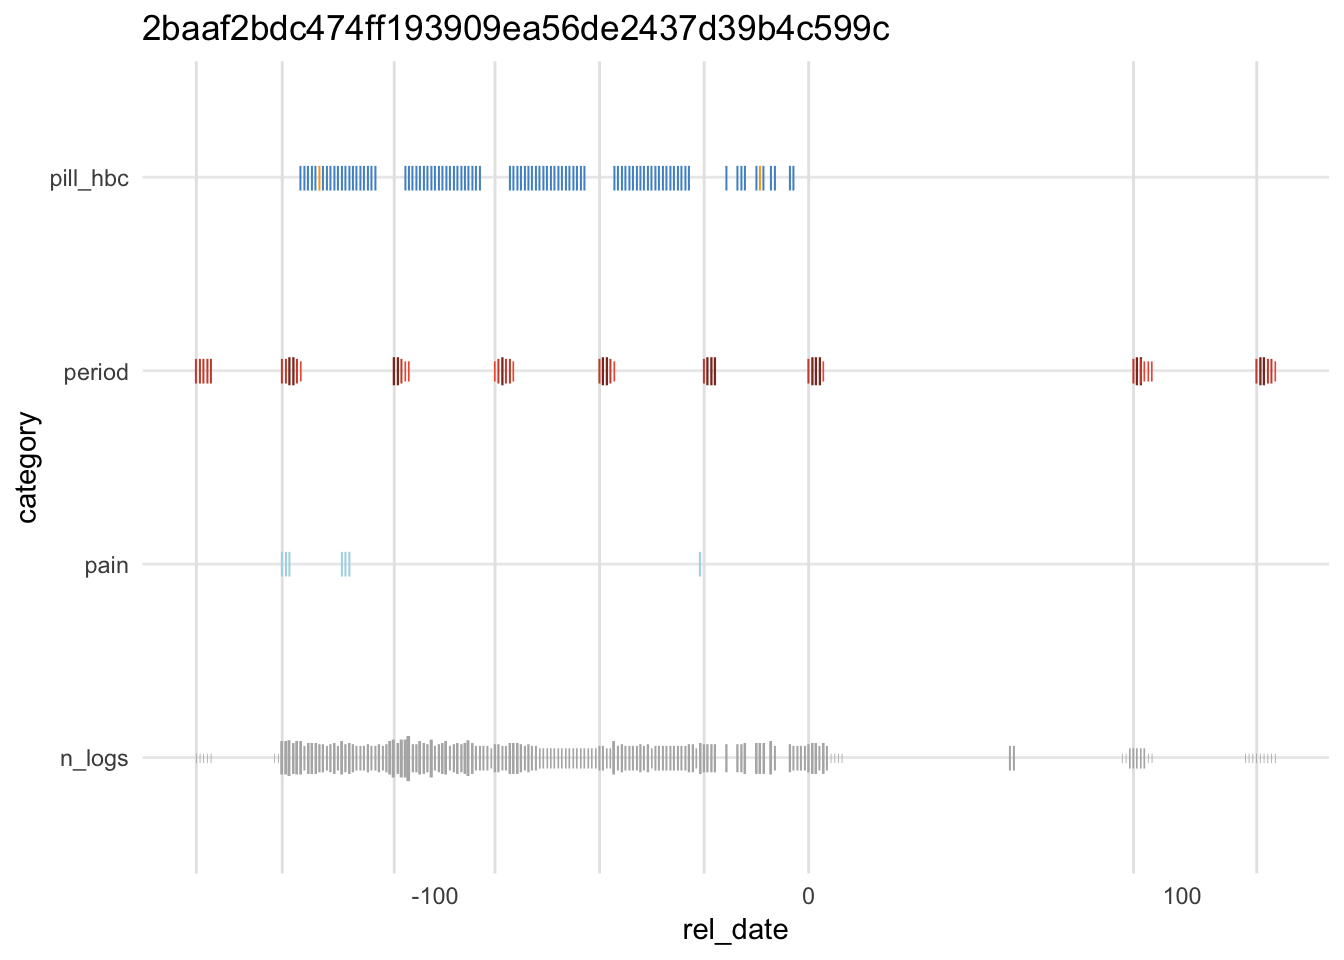 2baaf2bdc474ff193909ea56de2437d39b4c599c
category
pill_hbc
period
pain
n_logs
-100 0 100
rel_date